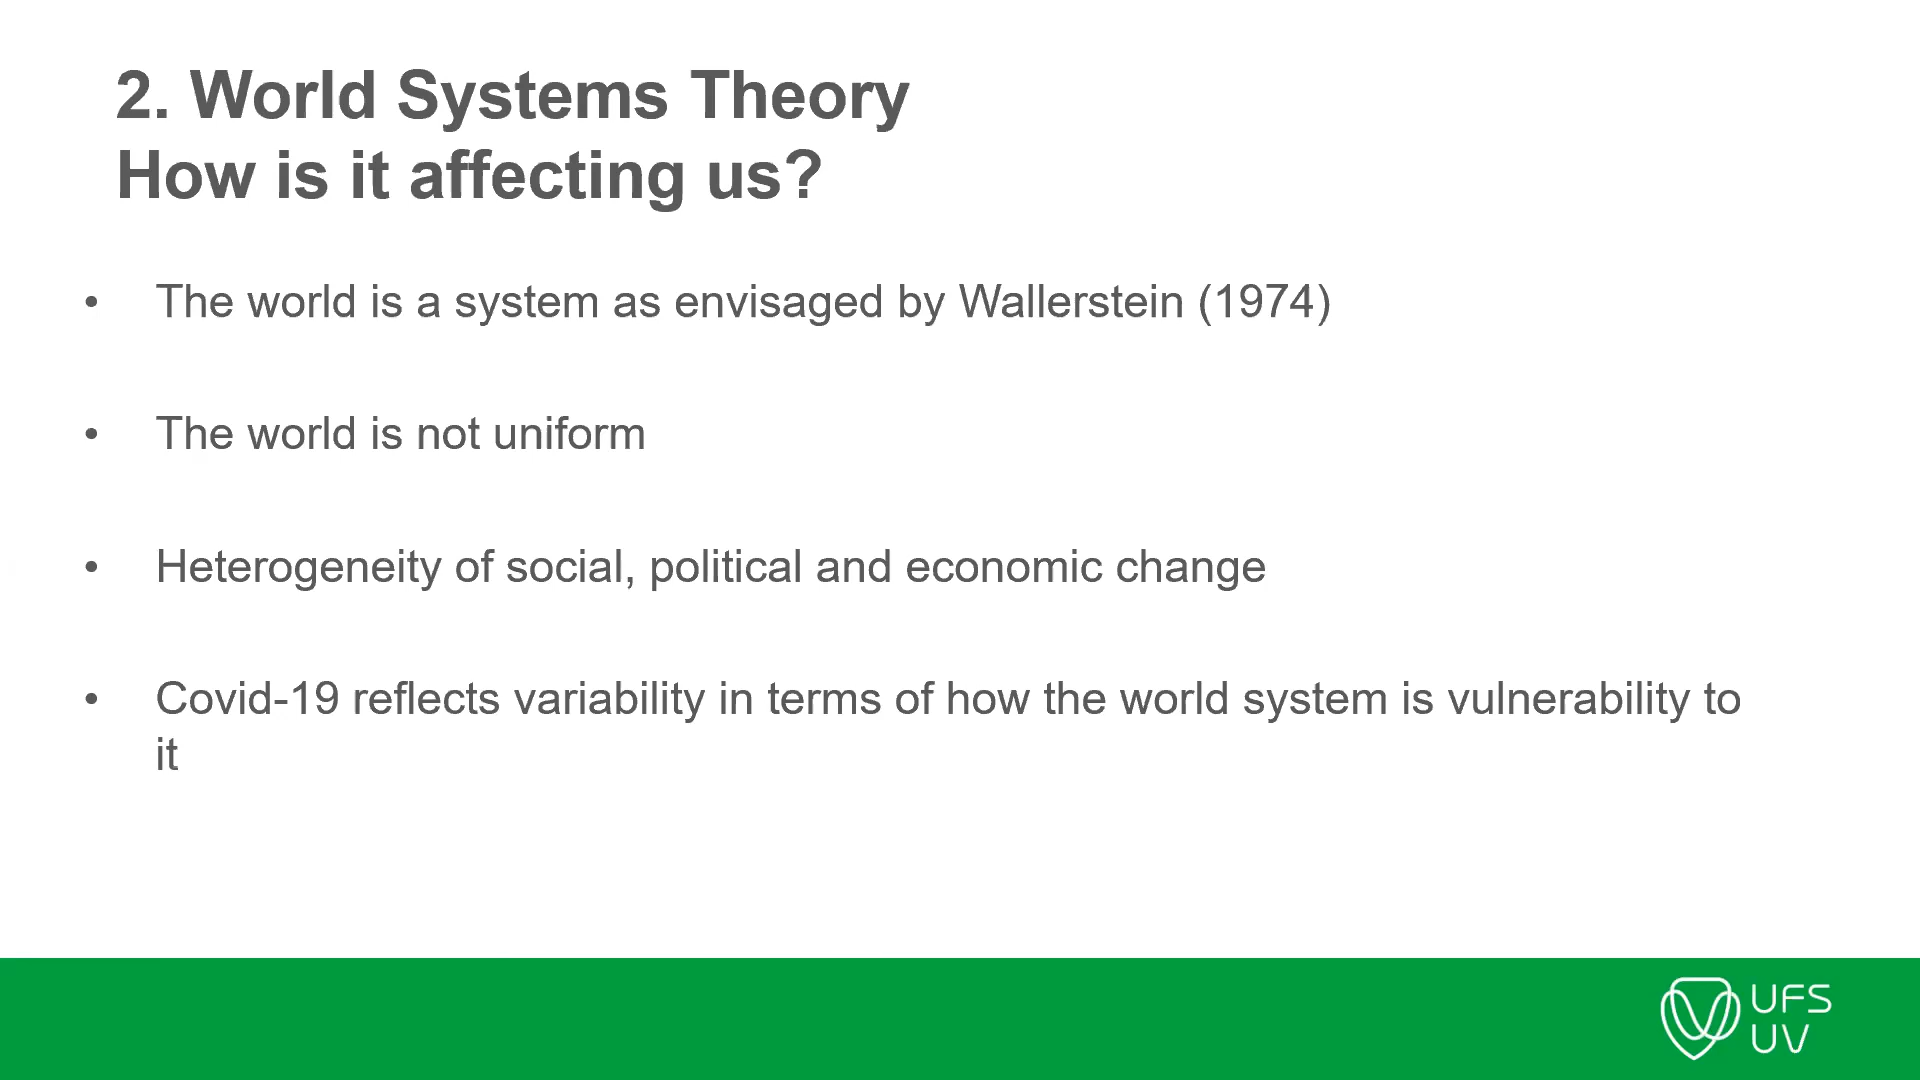 2. World Systems Theory
How is it affecting us?
• The world is a system as envisaged by Wallerstein (1974)
• The world is not uniform
• Heterogeneity of social, political and economic change
• Covid-19 reflects variability in terms of how the world system is vulnerability to
it
UFS
UV